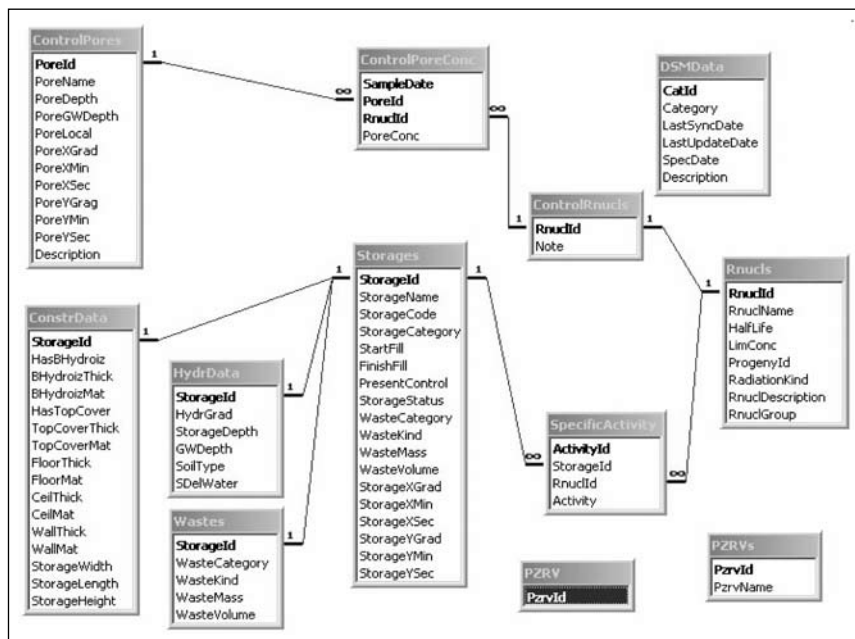 ControlPores
PoreId
PoreName
PoreDepth
PoreGWDepth
PoreLocal
PoreXGrad
PoreXMin
PoreXSec
PoreYGrag
PoreYMin
PoreYSec
Description
1
∞
ControlPoreConc
SampleDate
PoreId
RnuclId
PoreConc
∞
DSMData
CatId
Category
LastSyncDate
LastUpdateDate
SpecDate
Description
1
ControlRnucls
RnuclId
Note
1
1
Rnucls
RnuclId
RnuclName
HalfLife
LimConc
ProgenyId
RadiationKind
RnuclDescription
RnuclGroup
ConstrData
StorageId
HasBHydroiz
BHydroizThick
BHydroizMat
HasTopCover
TopCoverThick
TopCoverMat
FloorThick
FloorMat
CeilThick
CeilMat
WallThick
WallMat
StorageWidth
StorageLength
StorageHeight
1
HydrData
StorageId
HydrGrad
StorageDepth
GWDepth
SoilType
SDelWater
1
Wastes
StorageId
WasteCategory
WasteKind
WasteMass
WasteVolume
1
1
Storages
StorageId
StorageName
StorageCode
StorageCategory
StartFill
FinishFill
PresentControl
StorageStatus
WasteCategory
WasteKind
WasteMass
WasteVolume
StorageXGrad
StorageXMin
StorageXSec
StorageYGrad
StorageYMin
StorageYSec
1
∞
SpecificActivity
ActivityId
StorageId
RnuclId
Activity
∞
PZRV
PzrvId
PZRVs
PzrvId
PzrvName